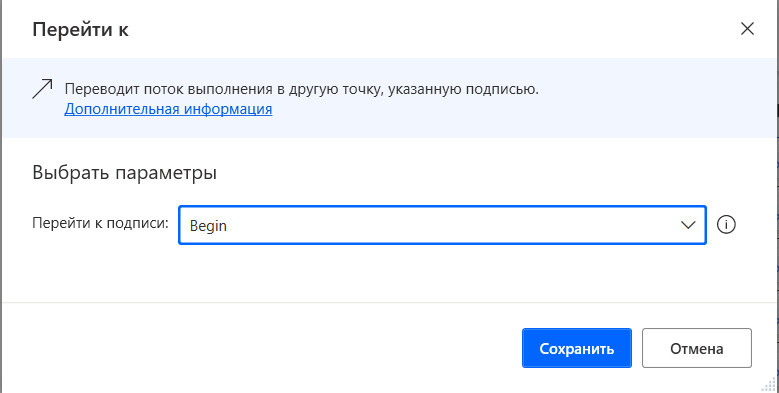 Перейти к
Переводит поток выполнения в другую точку, указанную подписью.
Дополнительная информация
Выбрать параметры
Перейти к подписи:
Begin
Сохранить
Отмена